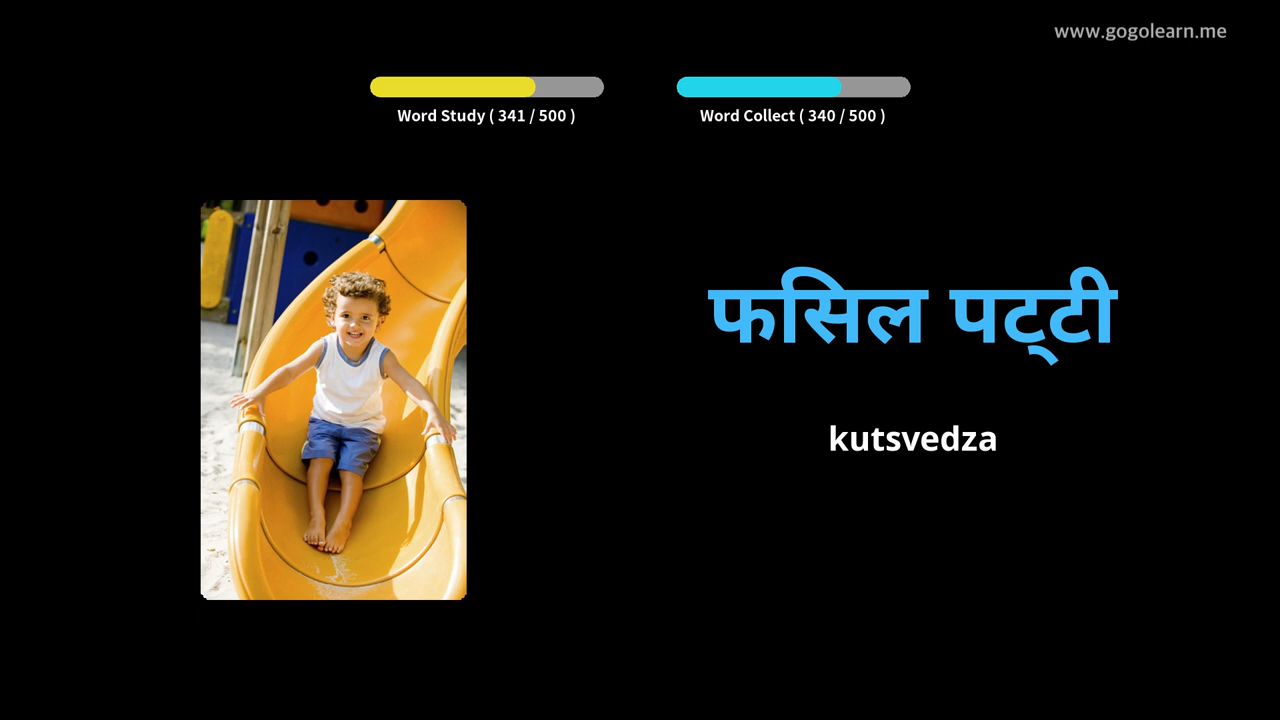 www.gogolearn.me
Word Study ( 341 / 500 )
Word Collect ( 340 / 500 )
फसिल पट्टी
kutsvedza